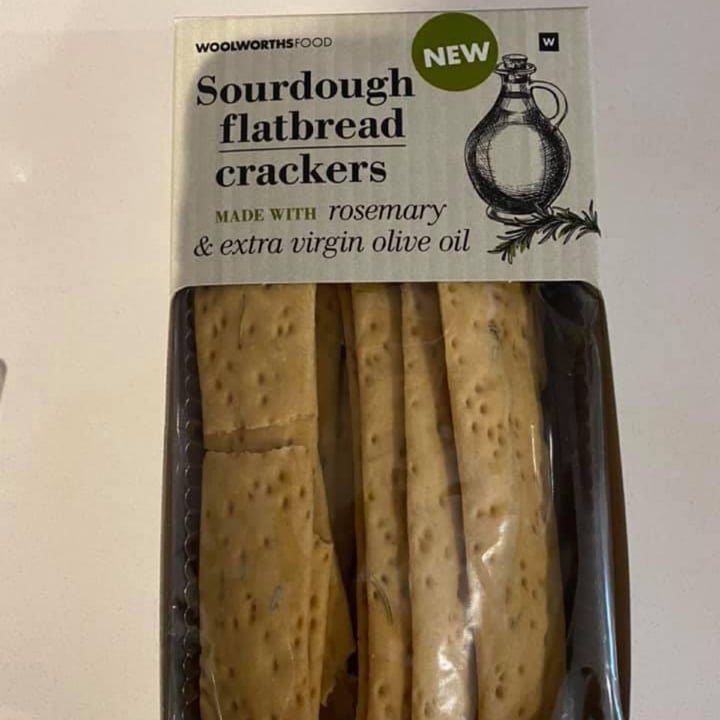 WOOLWORTHSFOOD
NEW
W
Sourdough
flatbread
crackers
MADE WITH rosemary
& extra virgin olive oil